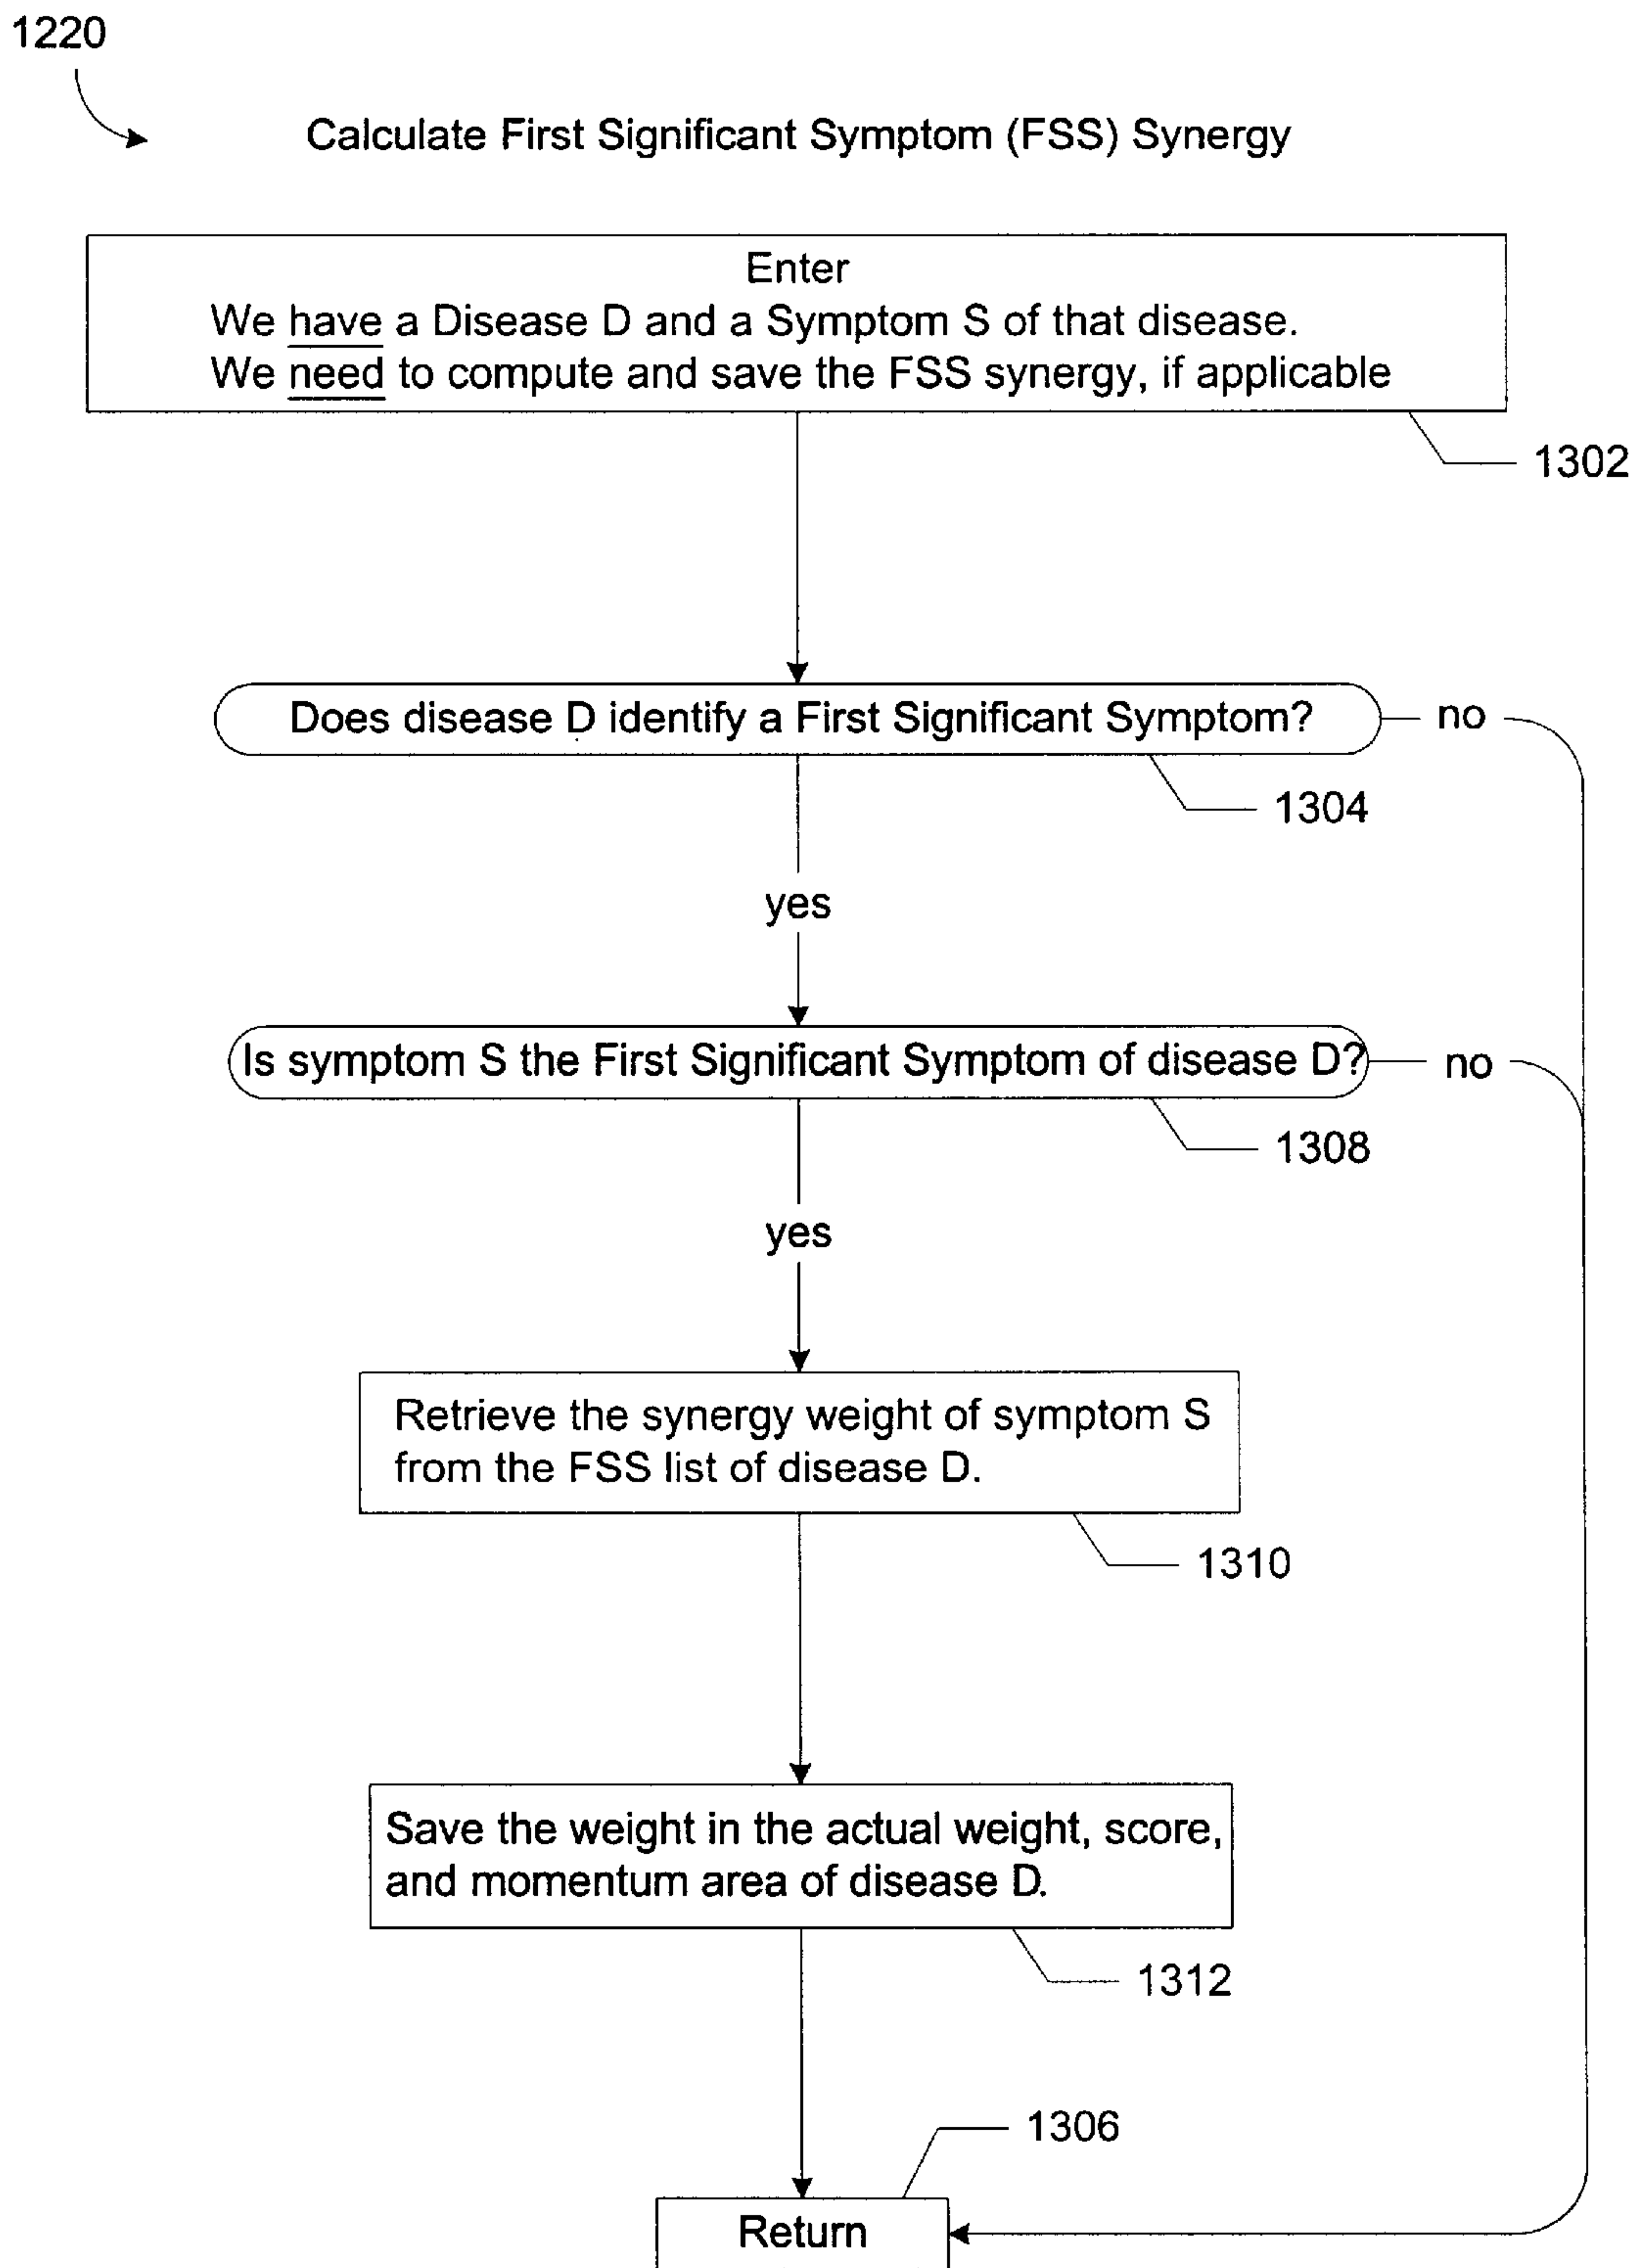 1220
Calculate First Significant Symptom (FSS) Synergy
Enter
We have a Disease D and a Symptom S of that disease.
We need to compute and save the FSS synergy, if applicable
1302
Does disease D identify a First Significant Symptom?
no
1304
yes
Is symptom S the First Significant Symptom of disease D?
no
1308
yes
Retrieve the synergy weight of symptom S
from the FSS list of disease D.
1310
Save the weight in the actual weight, score,
and momentum area of disease D.
1312
1306
Return